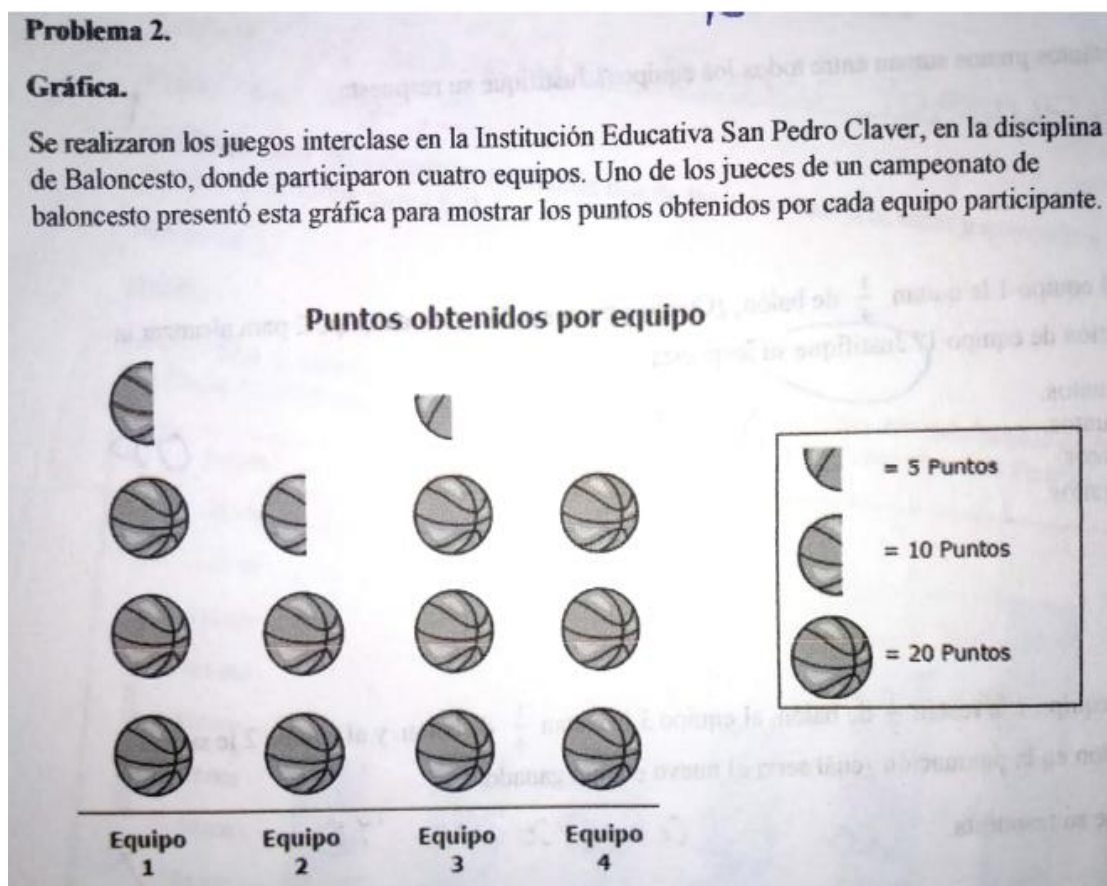 Problema 2.
Gráfica.
Se realizaron los juegos interclase en la Institución Educativa San Pedro Claver, en la disciplina
de Baloncesto, donde participaron cuatro equipos. Uno de los jueces de un campeonato de
baloncesto presentó esta gráfica para mostrar los puntos obtenidos por cada equipo participante.
Puntos obtenidos por equipo
= 5 Puntos
= 10 Puntos
= 20 Puntos
Equipo Equipo Equipo Equipo
1 2 3 4